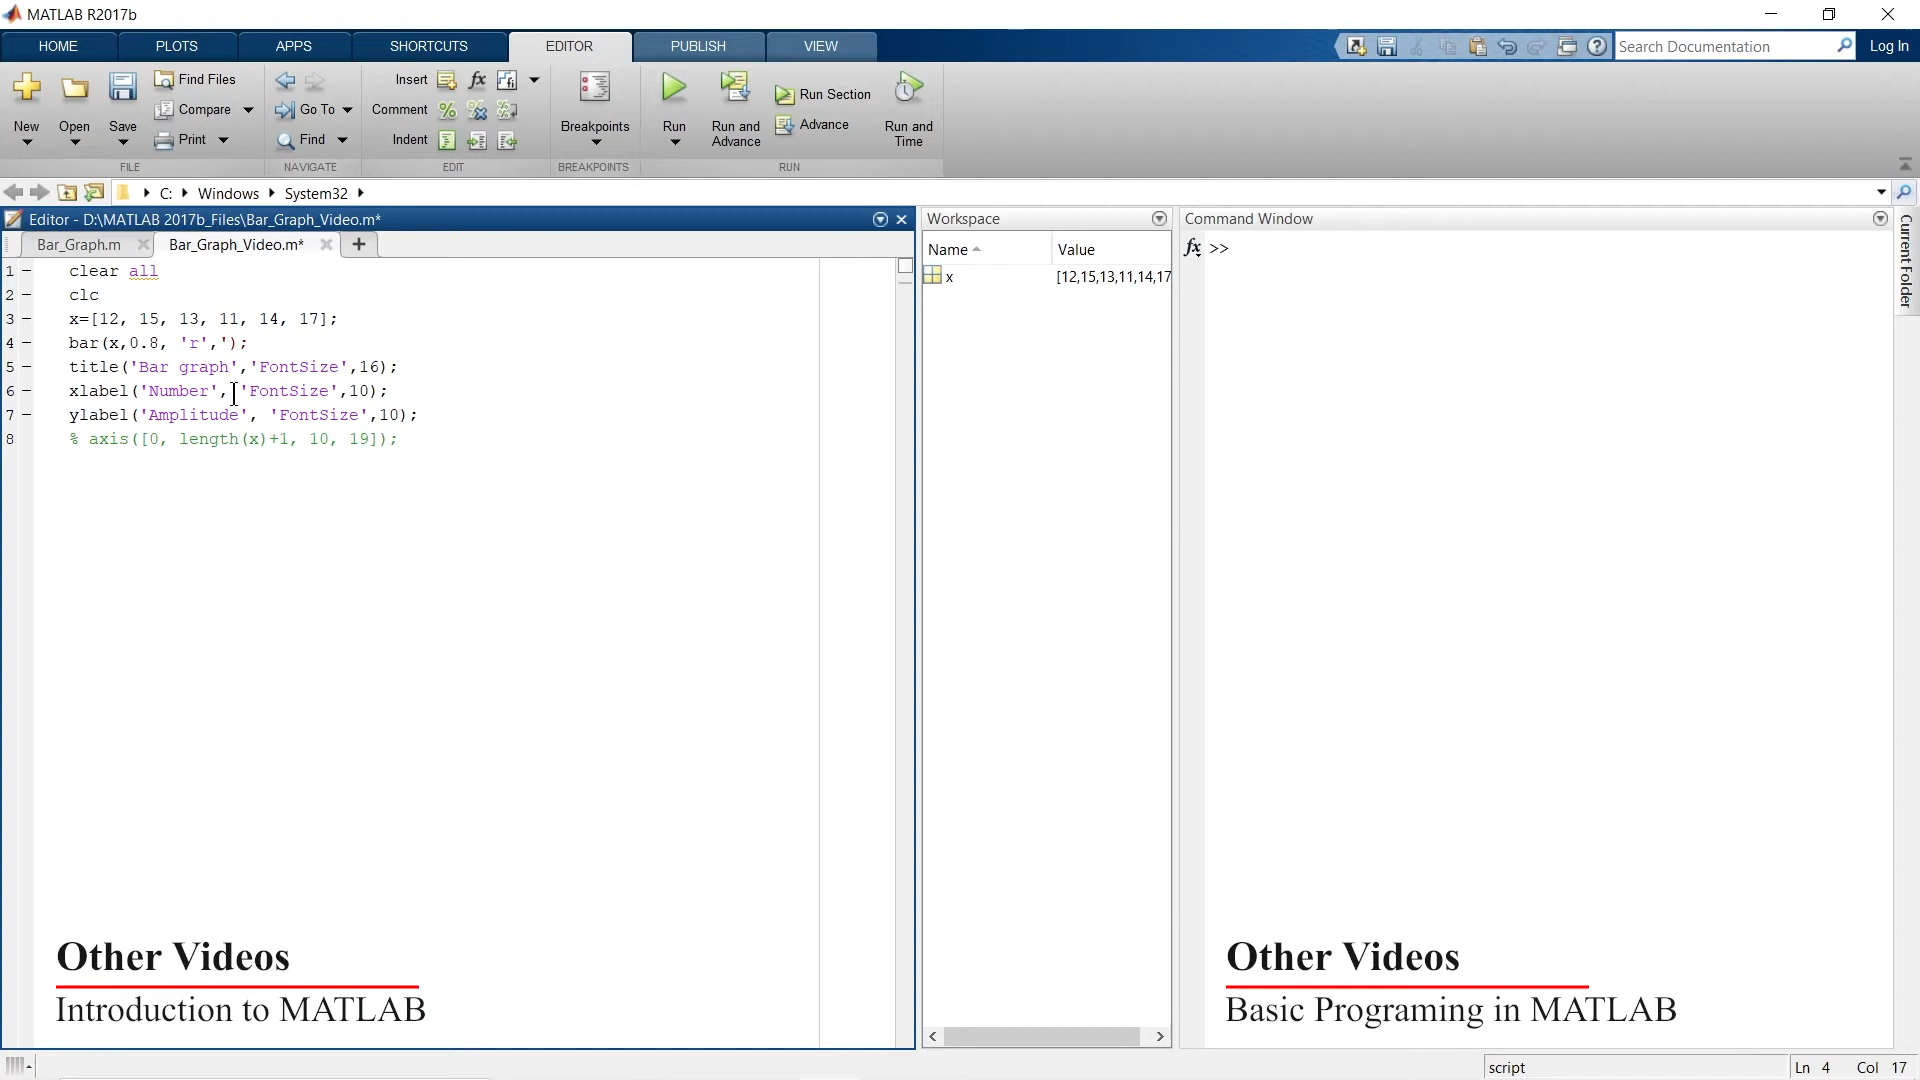 MATLAB R2017b
HOME PLOTS APPS SHORTCUTS EDITOR PUBLISH VIEW Search Documentation Log In
New Open Save Find Files Compare Print
Go To Find
Insert fx Comment Indent
Breakpoints
Run Run and Advance Run Section Advance Run and Time
FILE NAVIGATE EDIT BREAKPOINTS RUN
C: Windows System32
Editor - D:\MATLAB 2017b_Files\Bar_Graph_Video.m*
Bar_Graph.m Bar_Graph_Video.m*
1 clear all
2 clc
3 x=[12, 15, 13, 11, 14, 17];
4 bar(x,0.8, 'r',');
5 title('Bar graph','FontSize',16);
6 xlabel('Number', 'FontSize',10);
7 ylabel('Amplitude', 'FontSize',10);
8 % axis([0, length(x)+1, 10, 19]);
Workspace
Name Value
x [12,15,13,11,14,17
Command Window
fx >>
Current Folder
Other Videos
Introduction to MATLAB
Other Videos
Basic Programing in MATLAB
script Ln 4 Col 17